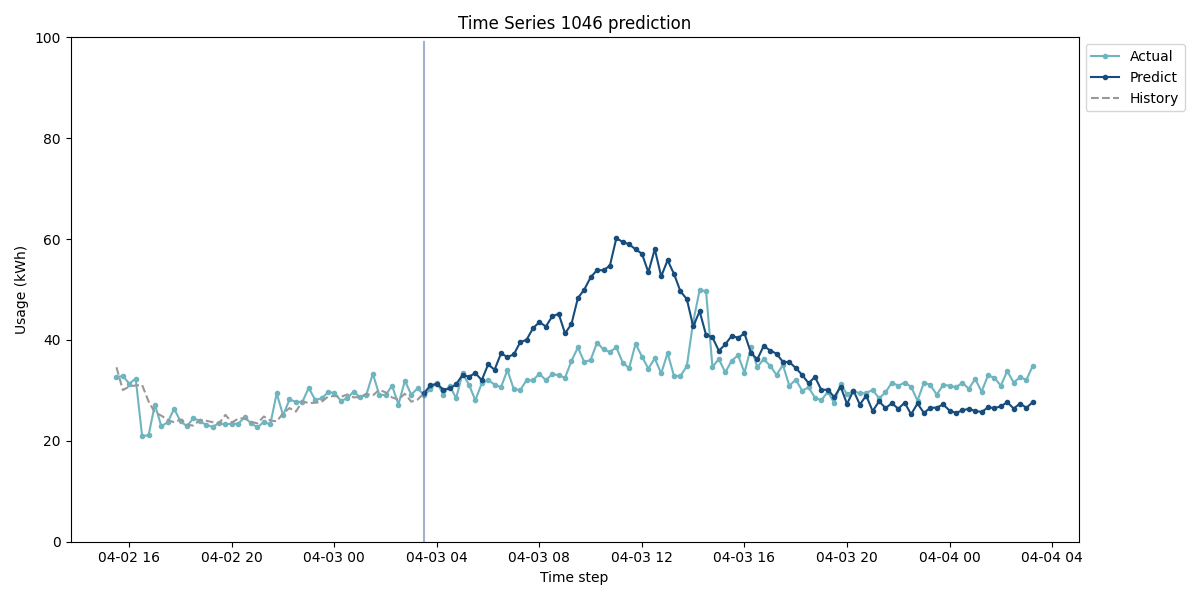 Time Series 1046 prediction
Usage (kWh)
100
80
60
40
20
0
04-02 16
04-02 20
04-03 00
04-03 04
04-03 08
04-03 12
04-03 16
04-03 20
04-04 00
04-04 04
Time step
Actual
Predict
History